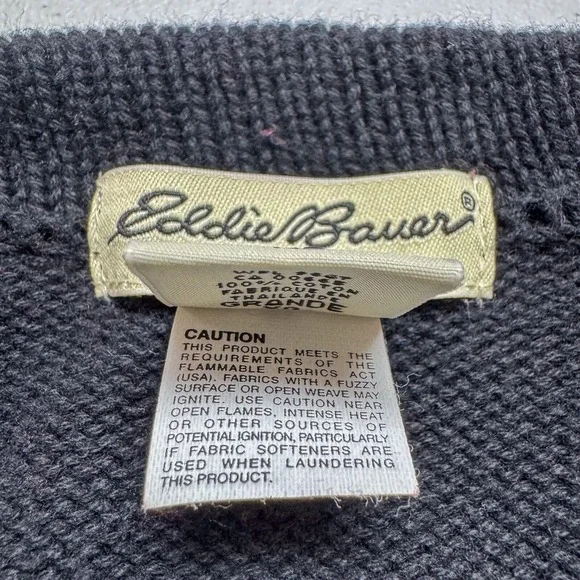 Eddie Bauer®
100% COTON
FABRIQUE EN
THAILANDE
GRANDE
CAUTION
THIS PRODUCT MEETS THE
REQUIREMENTS OF THE
FLAMMABLE FABRICS ACT
(USA). FABRICS WITH A FUZZY
SURFACE OR OPEN WEAVE MAY
IGNITE. USE CAUTION NEAR
OPEN FLAMES, INTENSE HEAT
OR OTHER SOURCES OF
POTENTIAL IGNITION, PARTICULARLY
IF FABRIC SOFTENERS ARE
USED WHEN LAUNDERING
THIS PRODUCT.